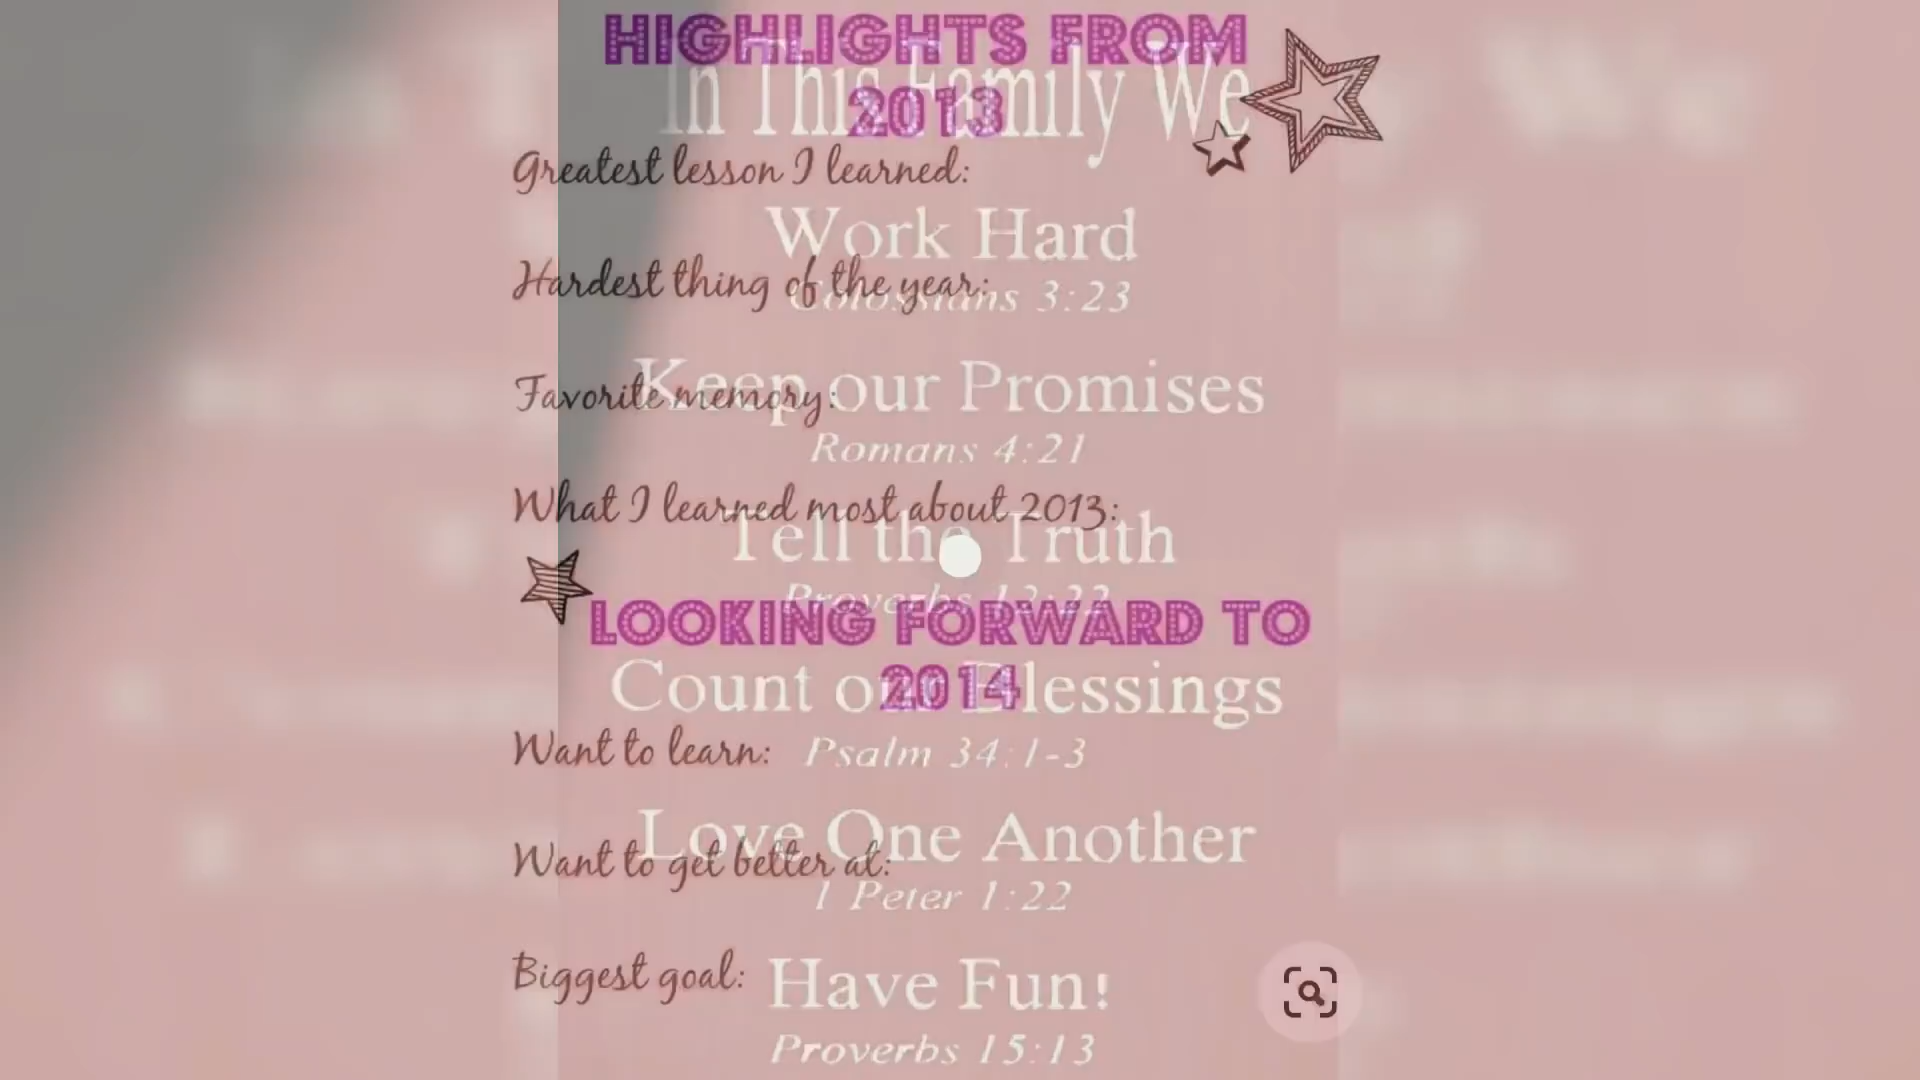 HIGHLIGHTS FROM
2013
Greatest lesson I learned:
Hardest thing of the year:
Favorite memory:
What I learned most about 2013:
LOOKING FORWARD TO
2014
Want to learn:
Want to get better at:
Biggest goal:
In This Family We
Work Hard
Colossians 3:23
Keep our Promises
Romans 4:21
Tell the Truth
Proverbs 12:22
Count our Blessings
Psalm 34:1-3
Love One Another
1 Peter 1:22
Have Fun!
Proverbs 15:13